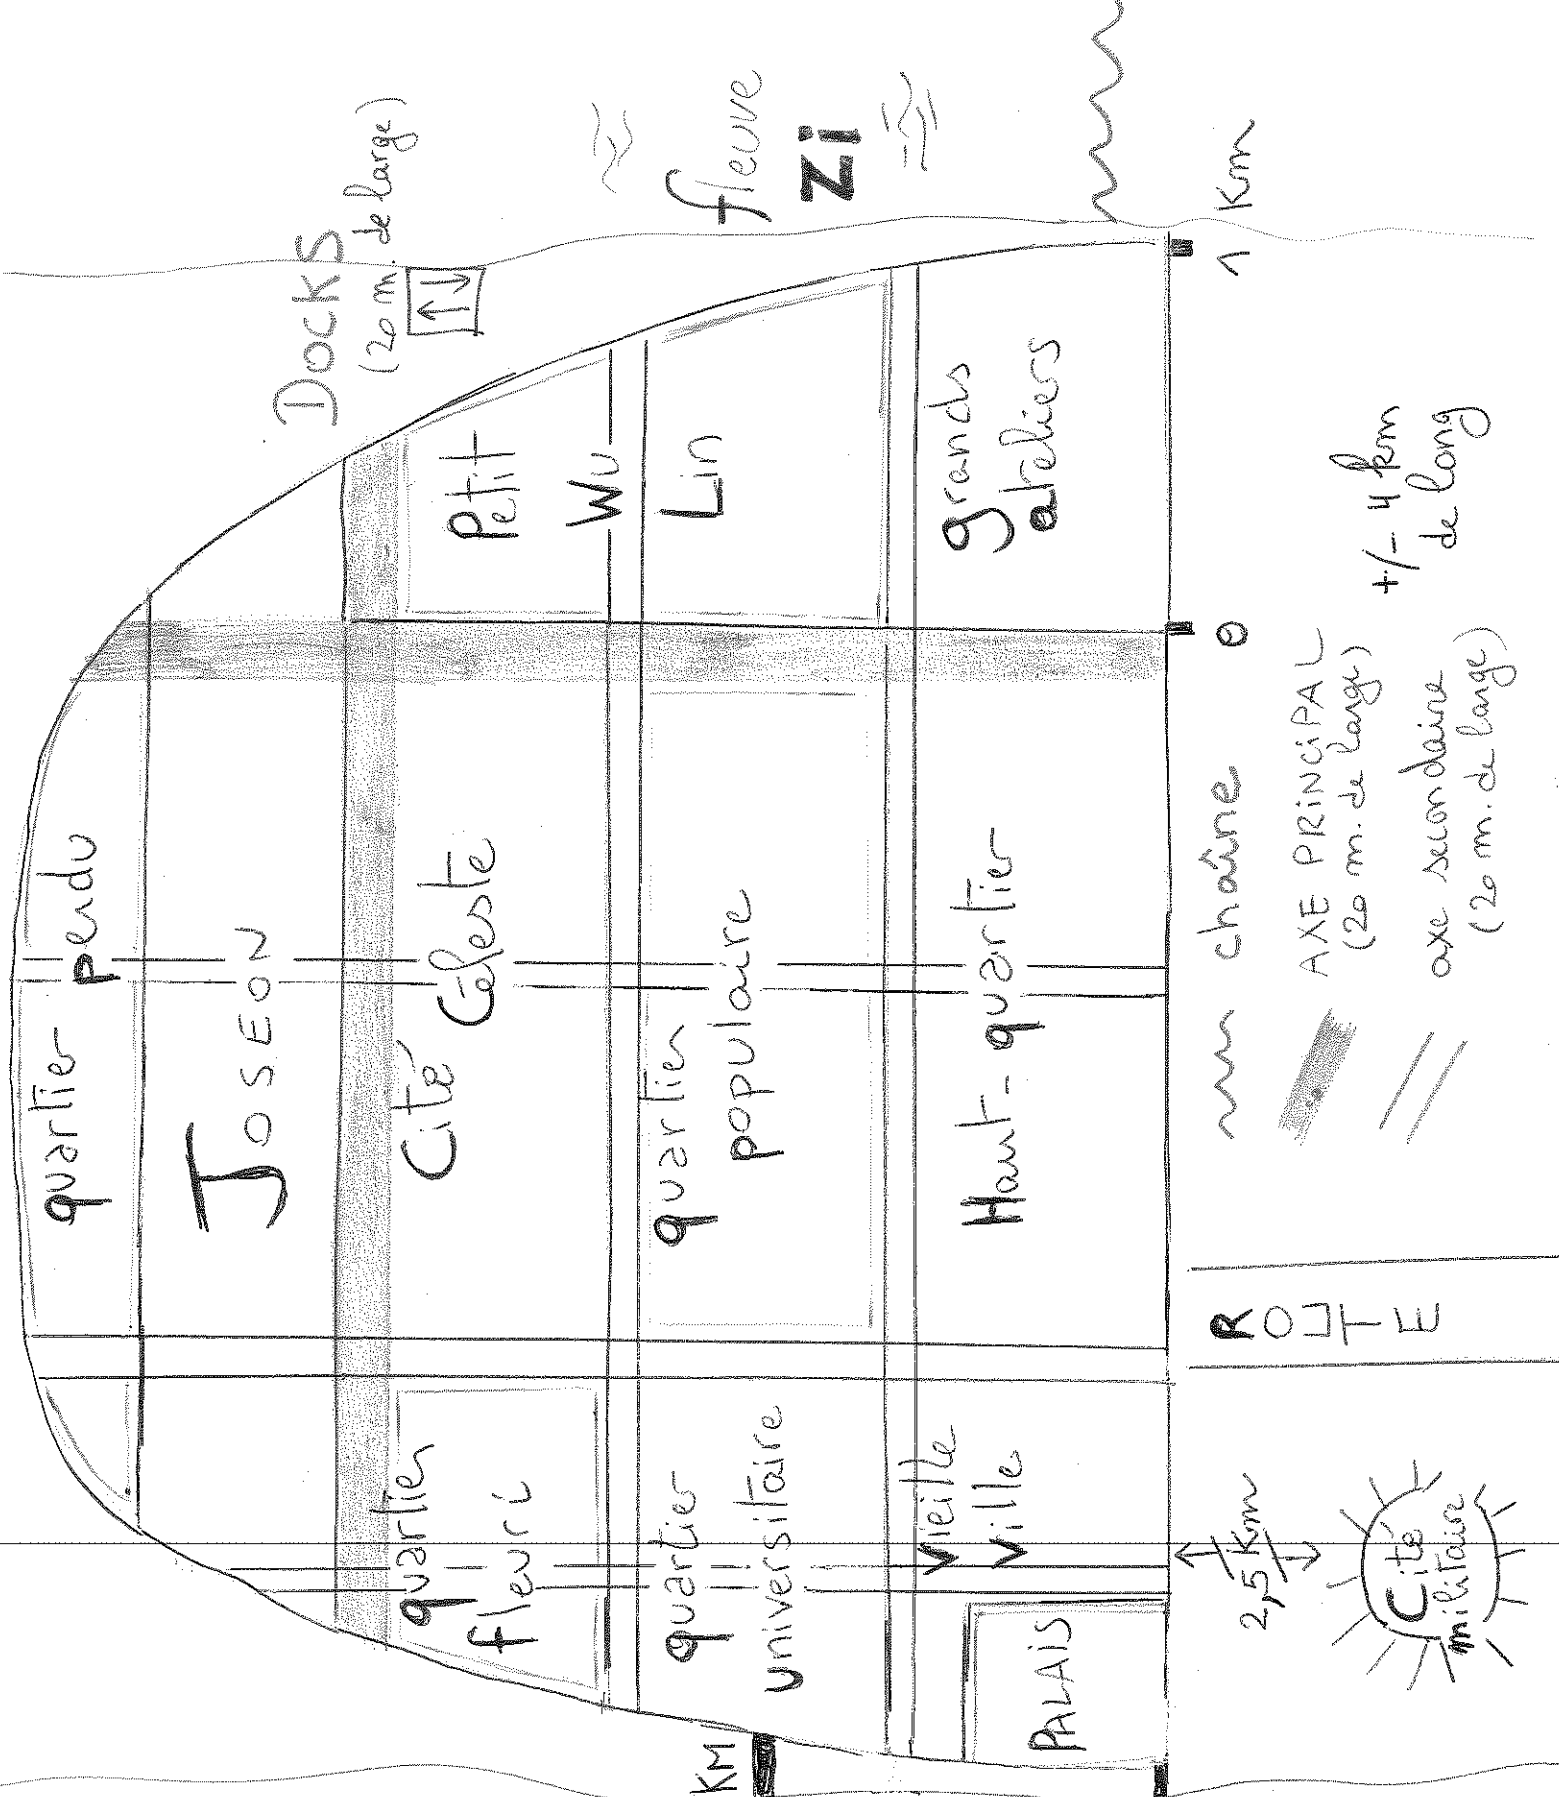 quartier pendu
JOSEON
Cité
Céleste
quartier
populaire
Haut-quartier
quartier
fleuri
quartier
universitaire
Vieille
Ville
PALAIS
Petit
Wu
Lin
grands
ateliers
DOCKS
(20 m. de large)
fleuve
Zi
KM
0
1 Km
chaîne
AXE PRINCIPAL
(20 m. de large)
axe secondaire
(20 m. de large)
+/- 4 km
de long
ROUTE
2,5 km
Cité
militaire